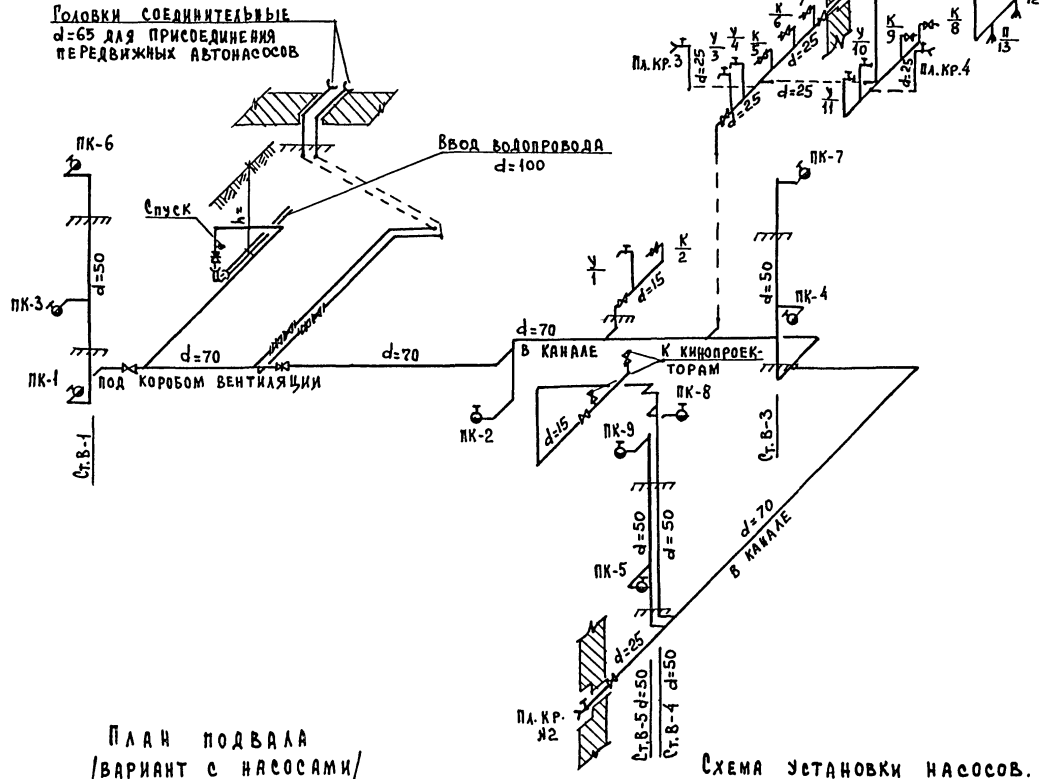 Головки соединительные
d=65 для присоединения
передвижных автонасосов
К
6
К
5
У
4
У
3
Пл.кр.3
d=25
d=25
d=25
d=25
У
10
К
9
К
8
П
13
d=25
Пл.кр.4
У
11
Ввод водопровода
d=100
ПК-6
Спуск
h=
ПК-7
d=50
d=50
К
2
У
1
d=15
ПК-3
ПК-4
d=70
d=70
d=70
в канале
К кинопроек-
торам
ПК-1
под коробом вентиляции
ПК-8
ПК-2
d=15
ПК-9
Ст.В-1
Ст.В-3
d=70
в канале
d=50
d=50
ПК-5
d=25
Пл.кр.
№2
Ст.В-5 d=50
Ст.В-4 d=50
План подвала
/вариант с насосами/
Схема установки насосов.